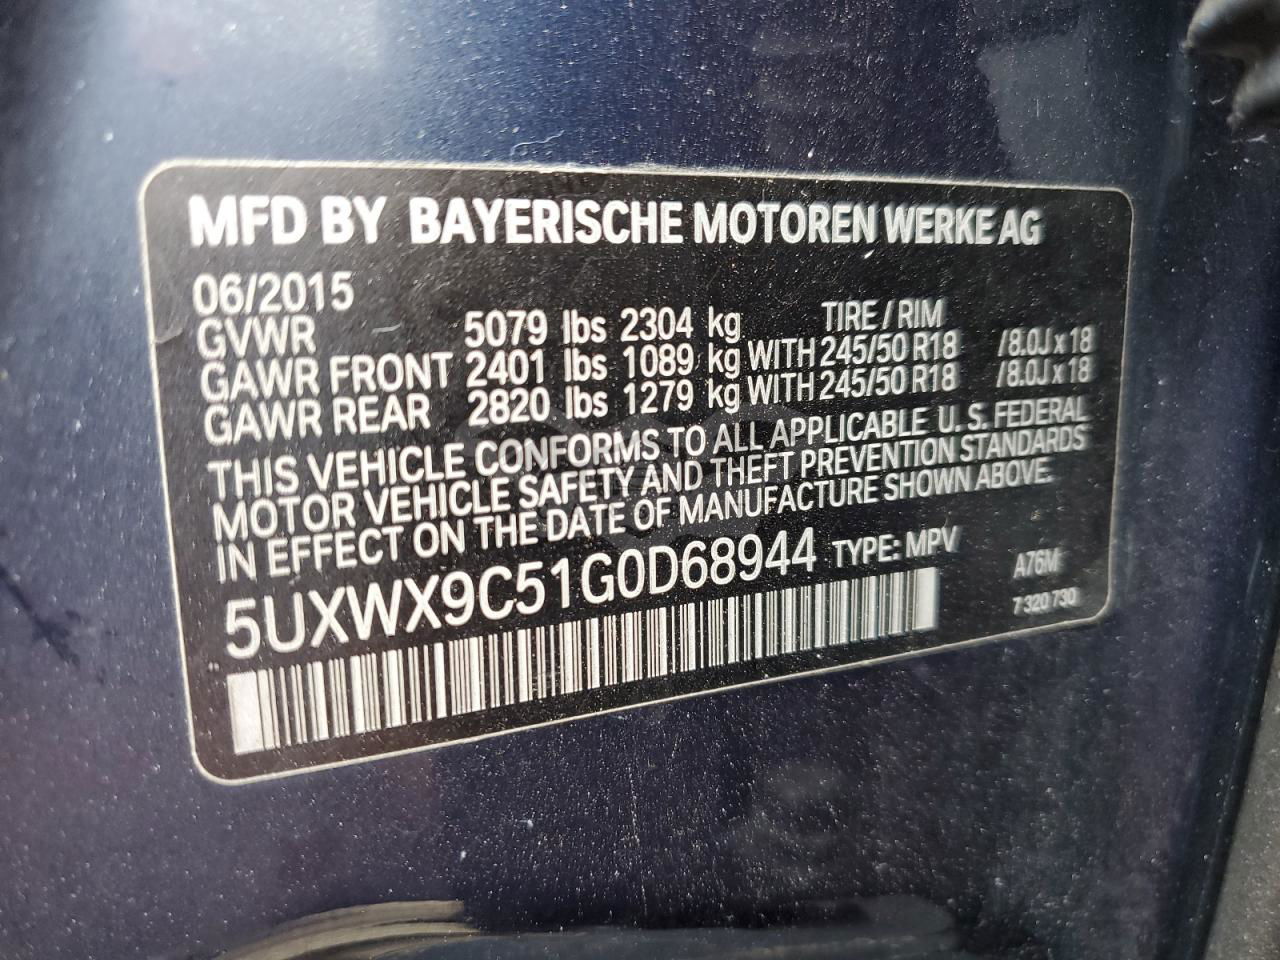 MFD BY BAYERISCHE MOTOREN WERKE AG
06/2015
GVWR 5079 lbs 2304 kg TIRE / RIM
GAWR FRONT 2401 lbs 1089 kg WITH 245/50 R18 /8.0J x 18
GAWR REAR 2820 lbs 1279 kg WITH 245/50 R18 /8.0J x 18
THIS VEHICLE CONFORMS TO ALL APPLICABLE U. S. FEDERAL
MOTOR VEHICLE SAFETY AND THEFT PREVENTION STANDARDS
IN EFFECT ON THE DATE OF MANUFACTURE SHOWN ABOVE.
5UXWX9C51G0D68944 TYPE: MPV
A76M
7 320 730